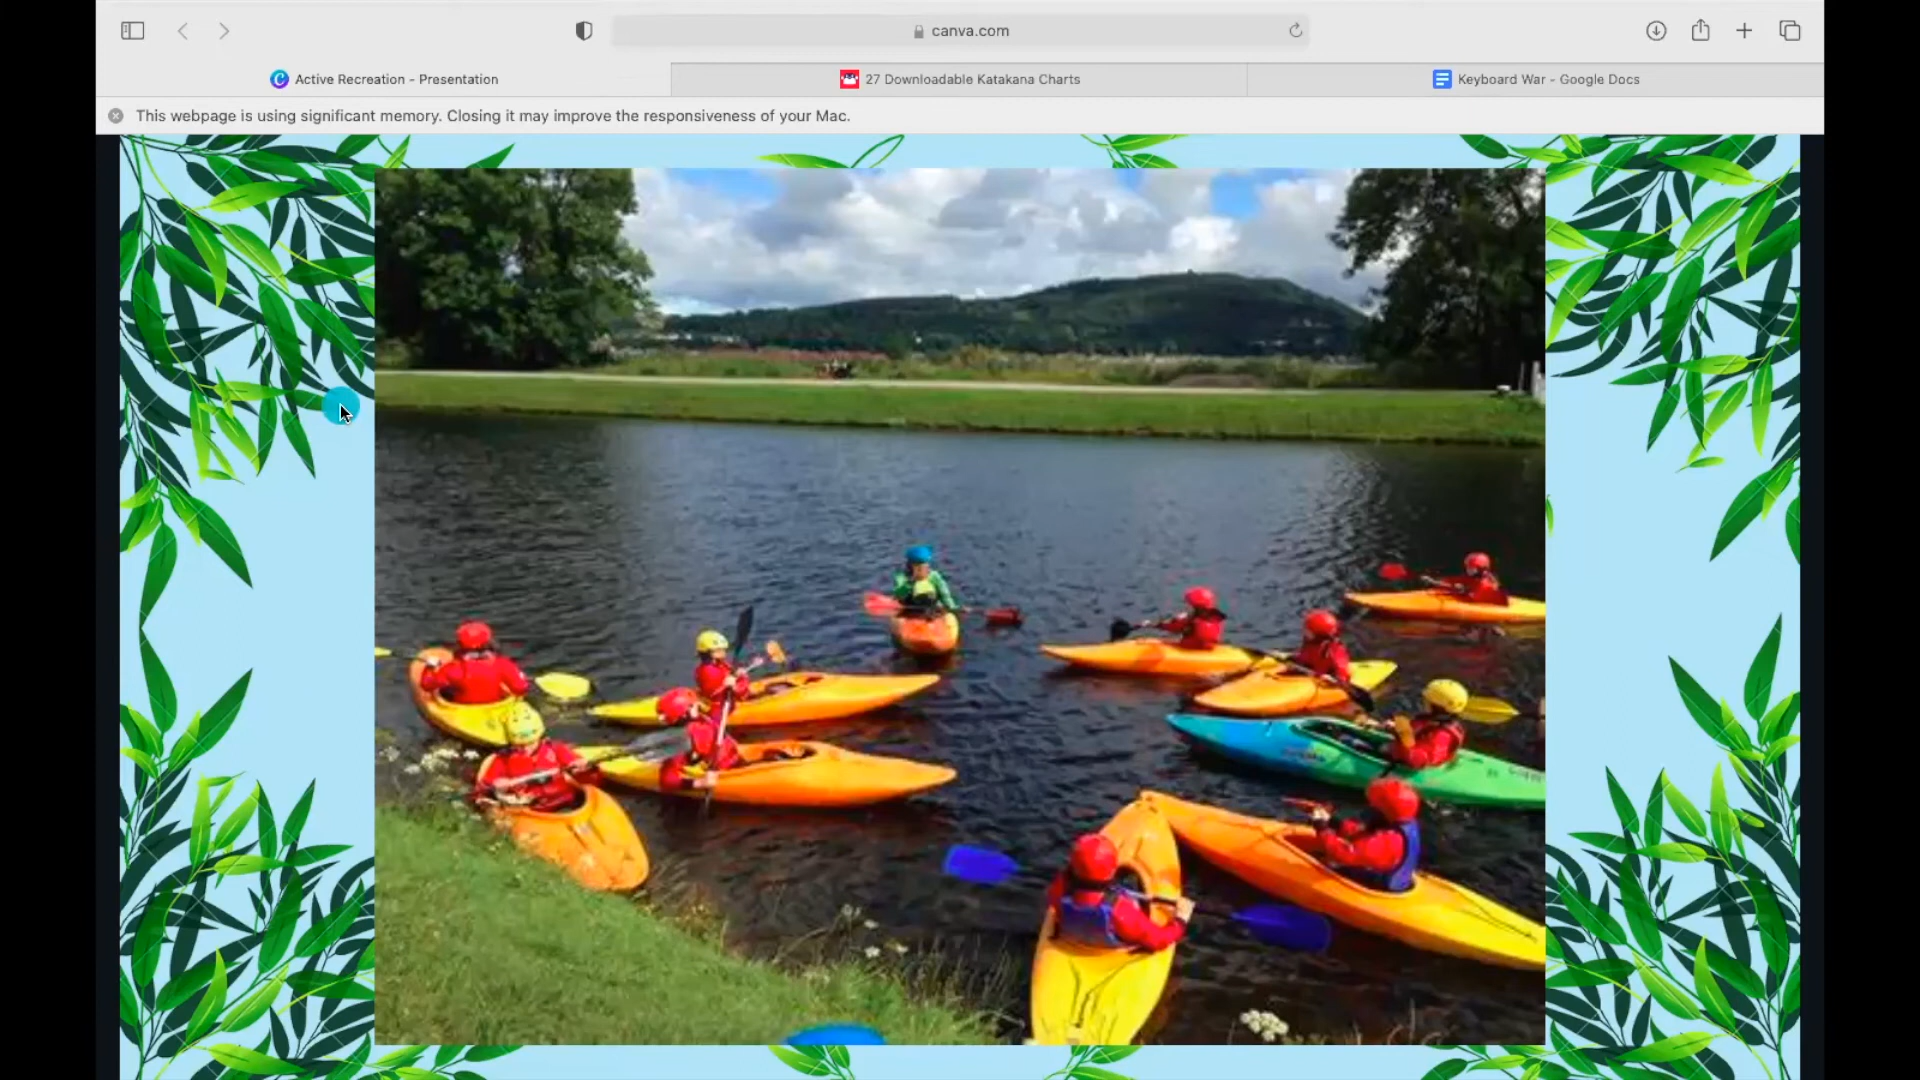 canva.com
Active Recreation - Presentation
27 Downloadable Katakana Charts
Keyboard War - Google Docs
This webpage is using significant memory. Closing it may improve the responsiveness of your Mac.